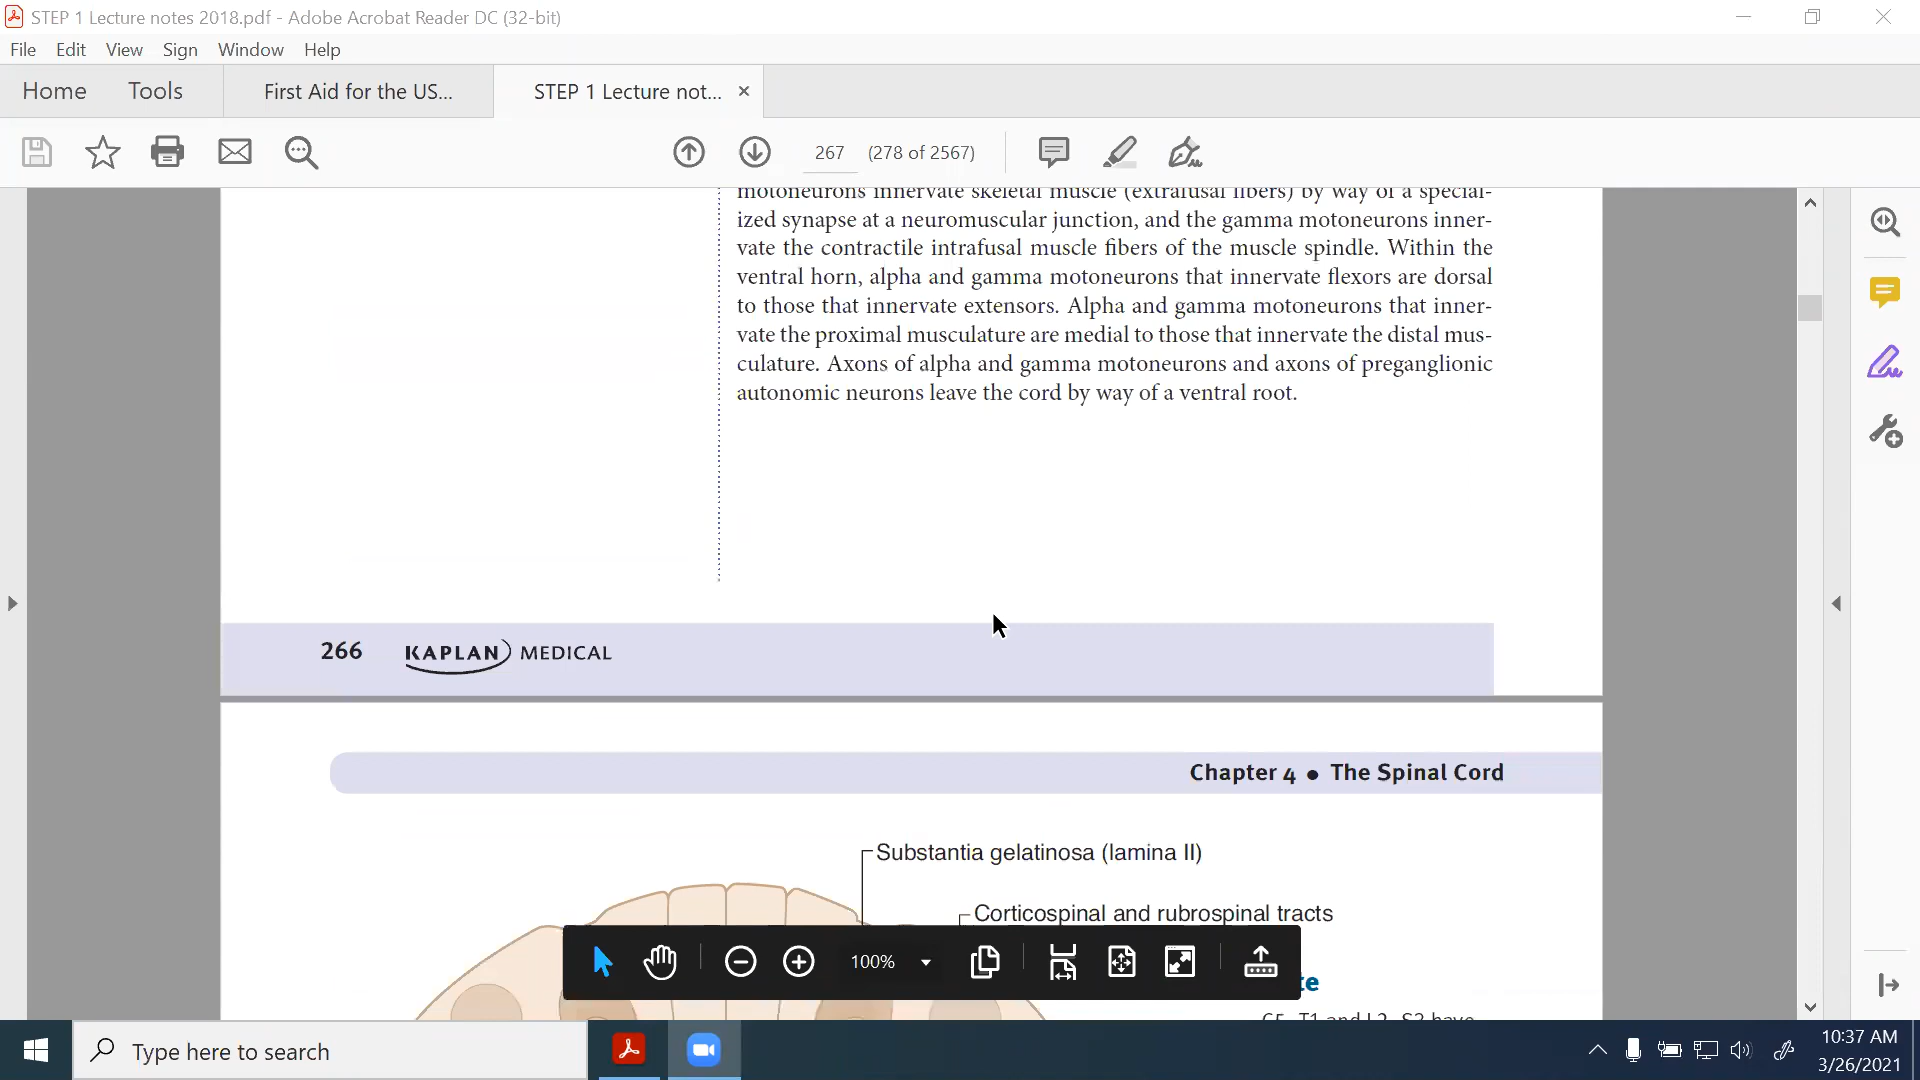 STEP 1 Lecture notes 2018.pdf - Adobe Acrobat Reader DC (32-bit)
File Edit View Sign Window Help
Home Tools First Aid for the US... STEP 1 Lecture not... ×
267 (278 of 2567)
motoneurons innervate skeletal muscle (extrafusal fibers) by way of a special-
ized synapse at a neuromuscular junction, and the gamma motoneurons inner-
vate the contractile intrafusal muscle fibers of the muscle spindle. Within the
ventral horn, alpha and gamma motoneurons that innervate flexors are dorsal
to those that innervate extensors. Alpha and gamma motoneurons that inner-
vate the proximal musculature are medial to those that innervate the distal mus-
culature. Axons of alpha and gamma motoneurons and axons of preganglionic
autonomic neurons leave the cord by way of a ventral root.
266 KAPLAN MEDICAL
Chapter 4 ● The Spinal Cord
Substantia gelatinosa (lamina II)
Corticospinal and rubrospinal tracts
100%
te
C5–T1 and L2–S3 have
Type here to search
10:37 AM
3/26/2021